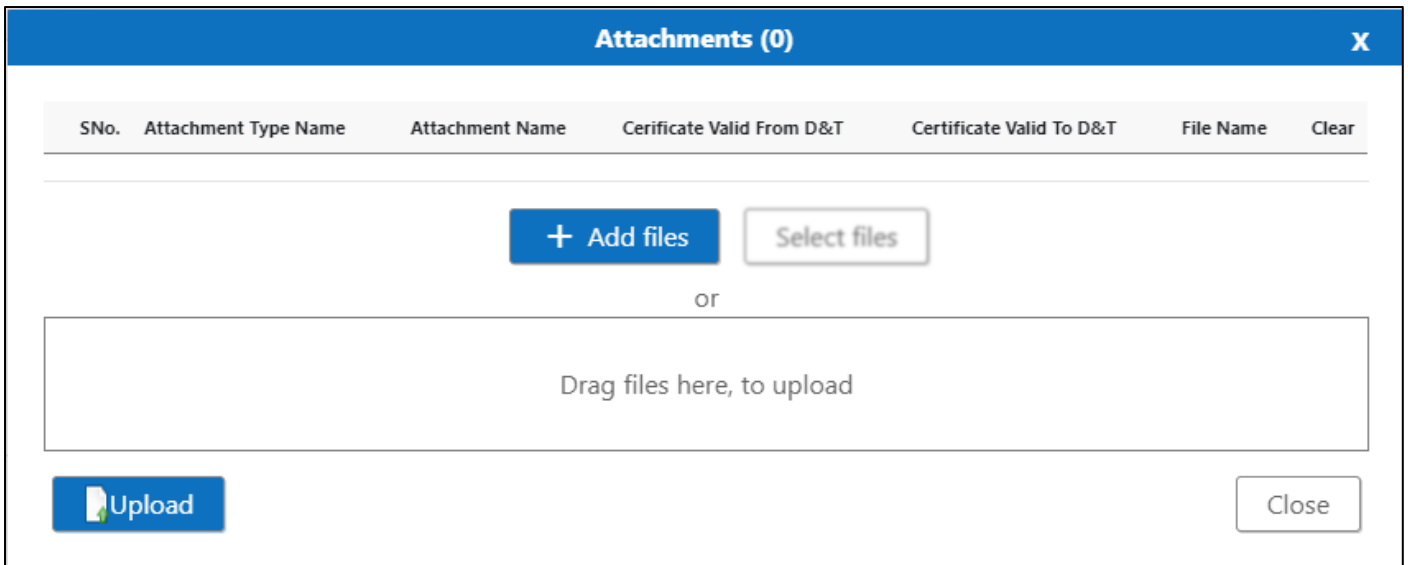 Attachments (0) X
SNo. Attachment Type Name Attachment Name Cerificate Valid From D&T Certificate Valid To D&T File Name Clear
+ Add files Select files
or
Drag files here, to upload
Upload Close